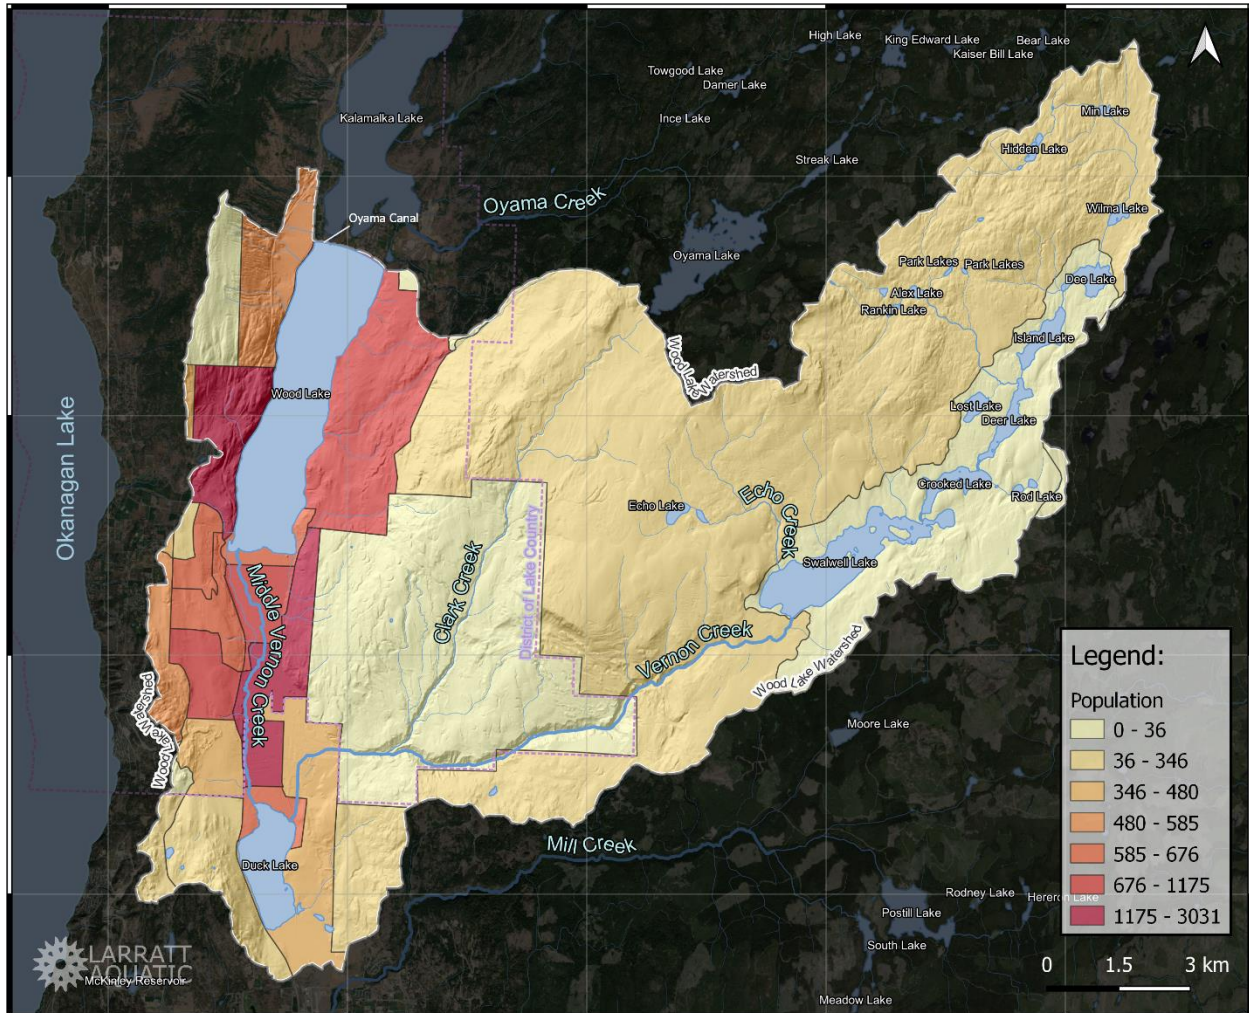 High Lake
King Edward Lake
Bear Lake
Kaiser Bill Lake
Towgood Lake
Damer Lake
Kalamalka Lake
Ince Lake
Min Lake
Hidden Lake
Streak Lake
Oyama Creek
Oyama Canal
Wilma Lake
Oyama Lake
Park Lakes
Park Lakes
Dee Lake
Alex Lake
Rankin Lake
Island Lake
Wood Lake Watershed
Wood Lake
Lost Lake
Deer Lake
Okanagan Lake
Crooked Lake
Rod Lake
Echo Lake
Echo Creek
Swalwell Lake
Clark Creek
District of Lake Country
Middle Vernon Creek
Vernon Creek
Wood Lake Watershed
Wood Lake Watershed
Moore Lake
Mill Creek
Duck Lake
Rodney Lake
Postill Lake
South Lake
Meadow Lake
McKinley Reservoir
LARRATT
AQUATIC
Legend:
Population
0 - 36
36 - 346
346 - 480
480 - 585
585 - 676
676 - 1175
1175 - 3031
0 1.5 3 km